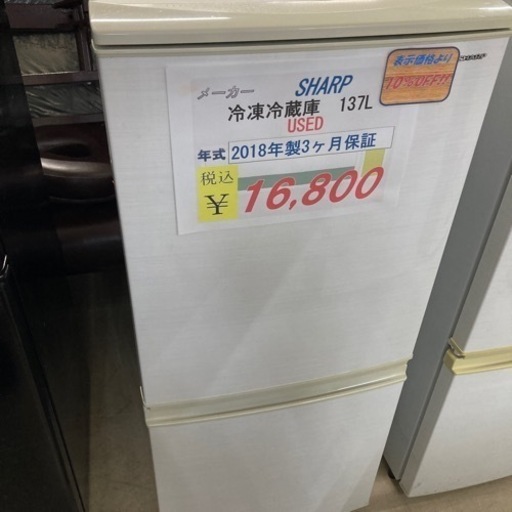 表示価格より
10%OFF!!
メーカー SHARP
冷凍冷蔵庫 137L
USED
年式 2018年製3ヶ月保証
税込
¥ 16,800